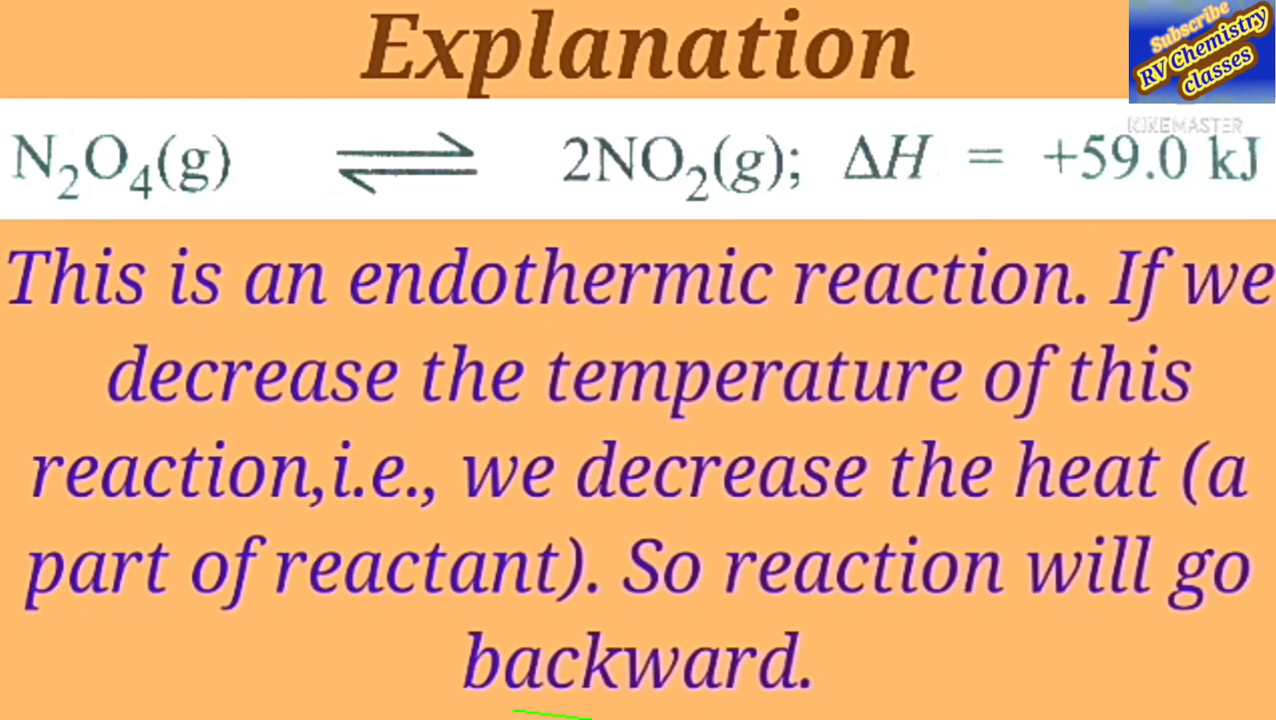 Explanation
Subscribe
RV Chemistry
classes
KINEMASTER
N₂O₄(g) ⇌ 2NO₂(g); ΔH = +59.0 kJ
This is an endothermic reaction. If we
decrease the temperature of this
reaction,i.e., we decrease the heat (a
part of reactant). So reaction will go
backward.